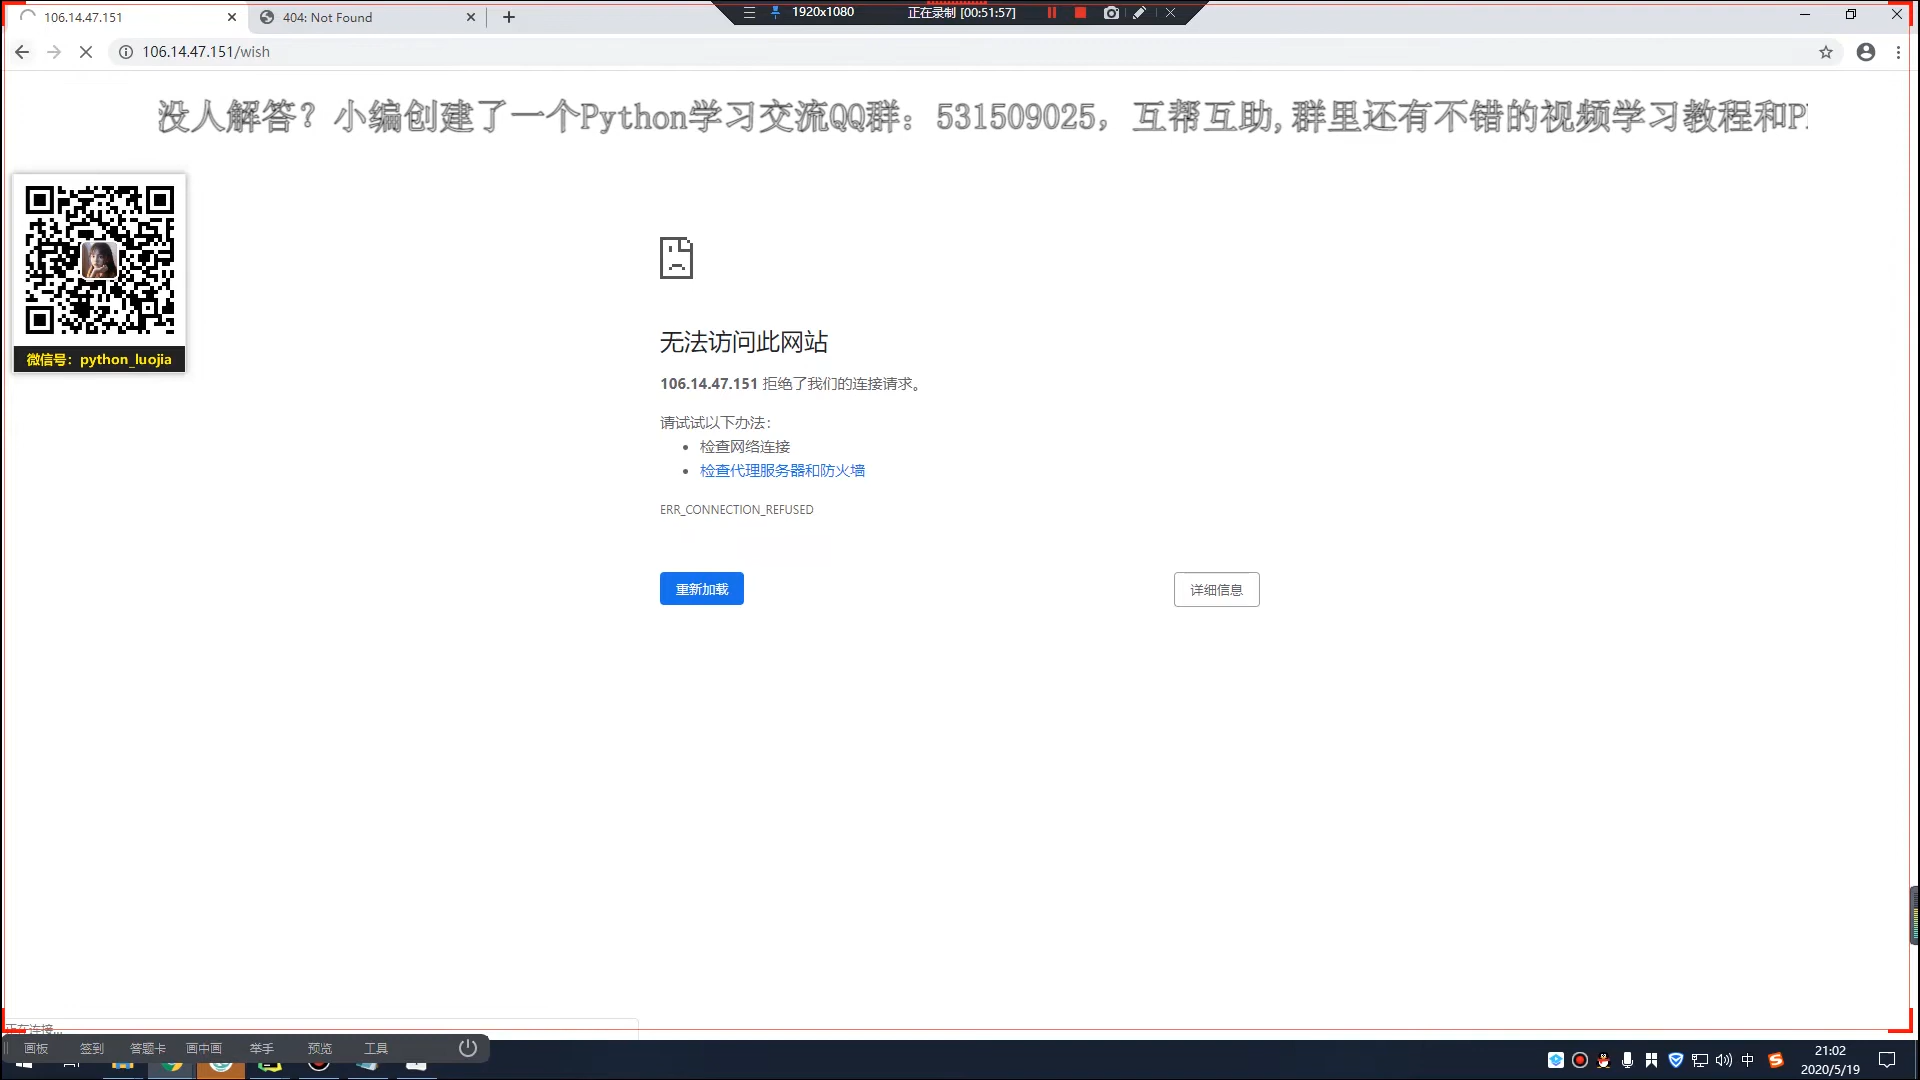 106.14.47.151
404: Not Found
1920x1080
正在录制 [00:51:57]
106.14.47.151/wish
没人解答？小编创建了一个Python学习交流QQ群：531509025，互帮互助,群里还有不错的视频学习教程和P
微信号：python_luojia
无法访问此网站
106.14.47.151 拒绝了我们的连接请求。
请试试以下办法：
检查网络连接
检查代理服务器和防火墙
ERR_CONNECTION_REFUSED
重新加载
详细信息
正在连接...
画板
签到
答题卡
画中画
举手
预览
工具
中
21:02
2020/5/19